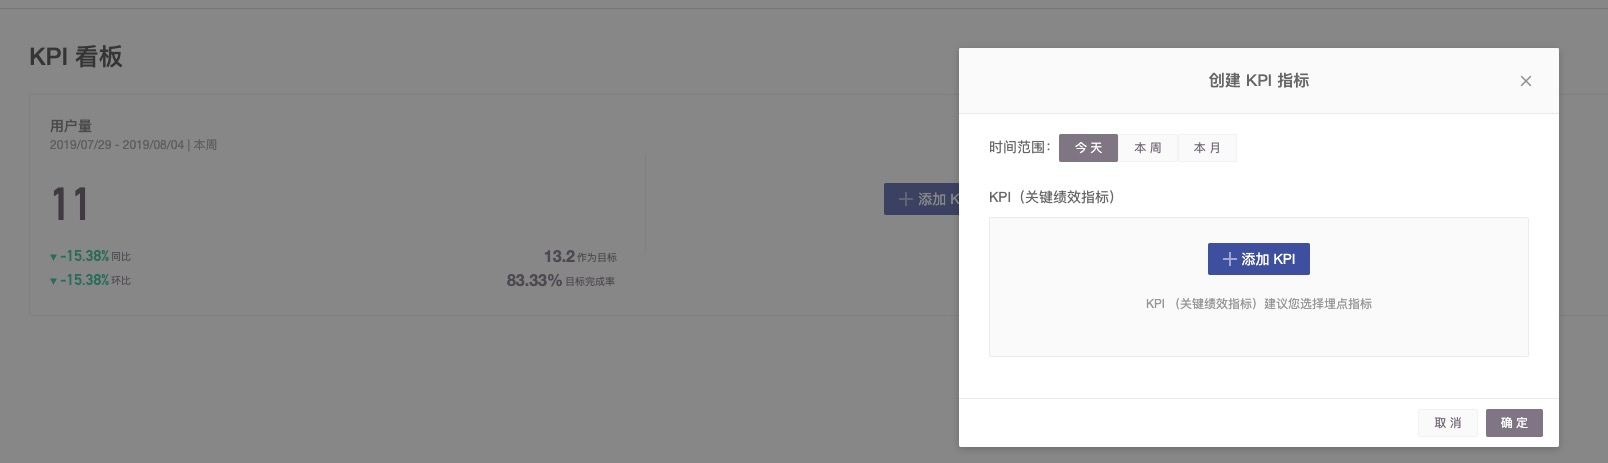 KPI 看板
用户量
2019/07/29 - 2019/08/04 | 本周
11
▼ -15.38% 同比
13.2 作为目标
▼ -15.38% 环比
83.33% 目标完成率
添加 K
创建 KPI 指标
时间范围： 今天 本周 本月
KPI（关键绩效指标）
添加 KPI
KPI （关键绩效指标）建议您选择埋点指标
取消 确定